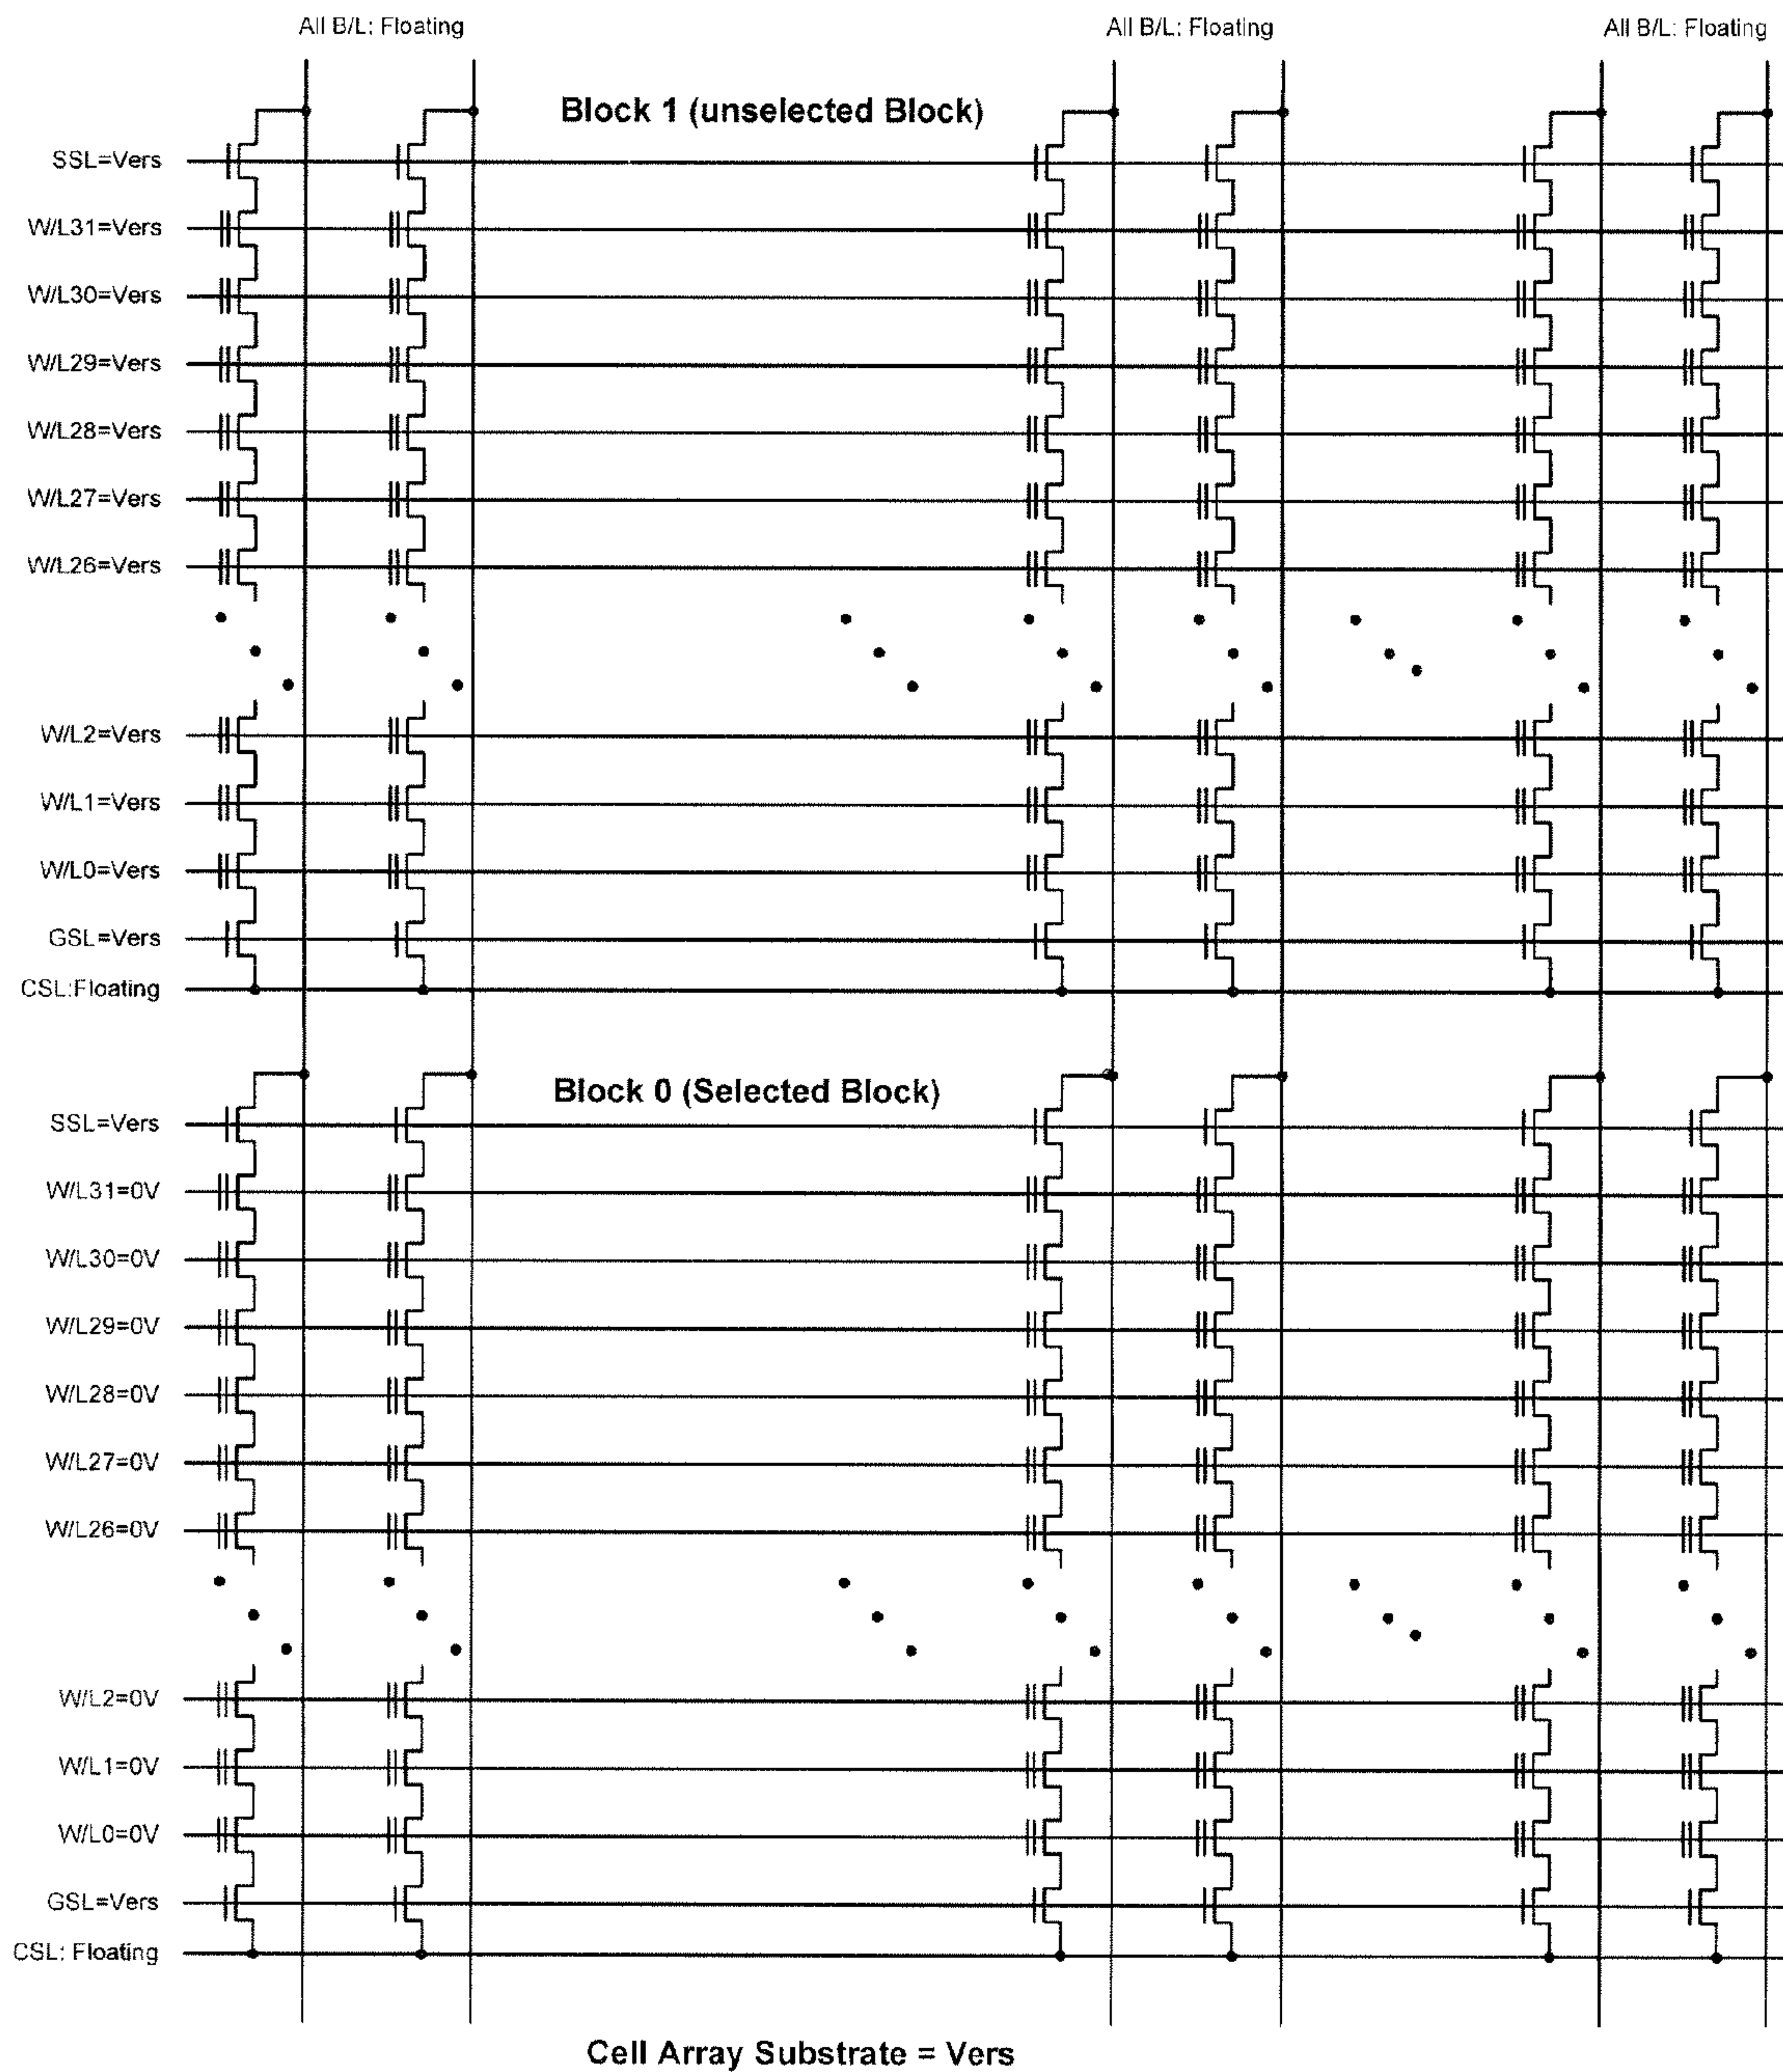 All B/L: Floating All B/L: Floating All B/L: Floating
Block 1 (unselected Block)
SSL=Vers
W/L31=Vers
W/L30=Vers
W/L29=Vers
W/L28=Vers
W/L27=Vers
W/L26=Vers
W/L2=Vers
W/L1=Vers
W/L0=Vers
GSL=Vers
CSL:Floating
Block 0 (Selected Block)
SSL=Vers
W/L31=0V
W/L30=0V
W/L29=0V
W/L28=0V
W/L27=0V
W/L26=0V
W/L2=0V
W/L1=0V
W/L0=0V
GSL=Vers
CSL: Floating
Cell Array Substrate = Vers